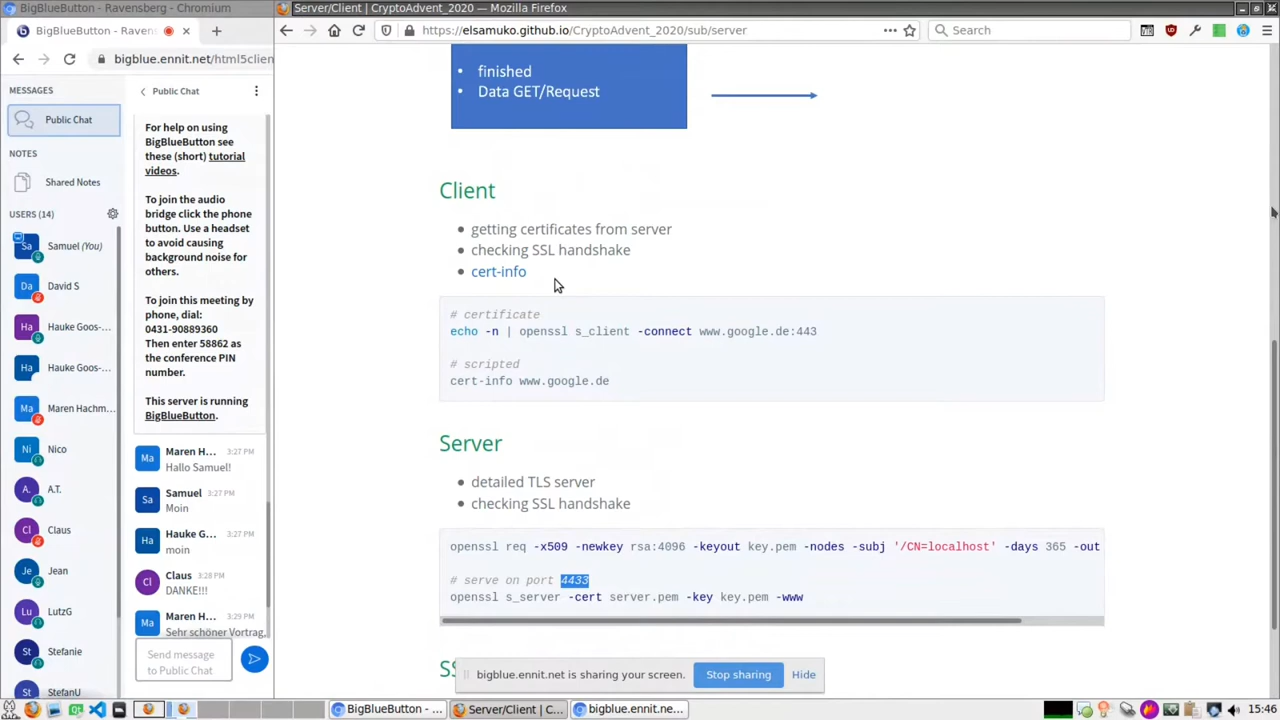 BigBlueButton - Ravensberg - Chromium
BigBlueButton - Raven
bigblue.ennit.net/html5clien
MESSAGES
Public Chat
NOTES
Shared Notes
USERS (14)
Samuel (You)
David S
Hauke Goos-...
Hauke Goos-...
Maren Hachm...
Nico
A.T.
Claus
Jean
LutzG
Stefanie
StefanU
Public Chat
For help on using
BigBlueButton see
these (short) tutorial
videos.
To join the audio
bridge click the phone
button. Use a headset
to avoid causing
background noise for
others.
To join this meeting by
phone, dial:
0431-90889360
Then enter 58862 as
the conference PIN
number.
This server is running
BigBlueButton.
Maren H... 3:27 PM
Hallo Samuel!
Samuel 3:27 PM
Moin
Hauke G... 3:27 PM
moin
Claus 3:28 PM
DANKE!!!
Maren H... 3:29 PM
Sehr schöner Vortrag,
Send message
to Public Chat
Server/Client | CryptoAdvent_2020 — Mozilla Firefox
https://elsamuko.github.io/CryptoAdvent_2020/sub/server
Search
• finished
• Data GET/Request
Client
• getting certificates from server
• checking SSL handshake
• cert-info
# certificate
echo -n | openssl s_client -connect www.google.de:443
# scripted
cert-info www.google.de
Server
• detailed TLS server
• checking SSL handshake
openssl req -x509 -newkey rsa:4096 -keyout key.pem -nodes -subj '/CN=localhost' -days 365 -out
# serve on port 4433
openssl s_server -cert server.pem -key key.pem -www
bigblue.ennit.net is sharing your screen.
Stop sharing
Hide
BigBlueButton - ...
Server/Client | C...
bigblue.ennit.ne...
15:46